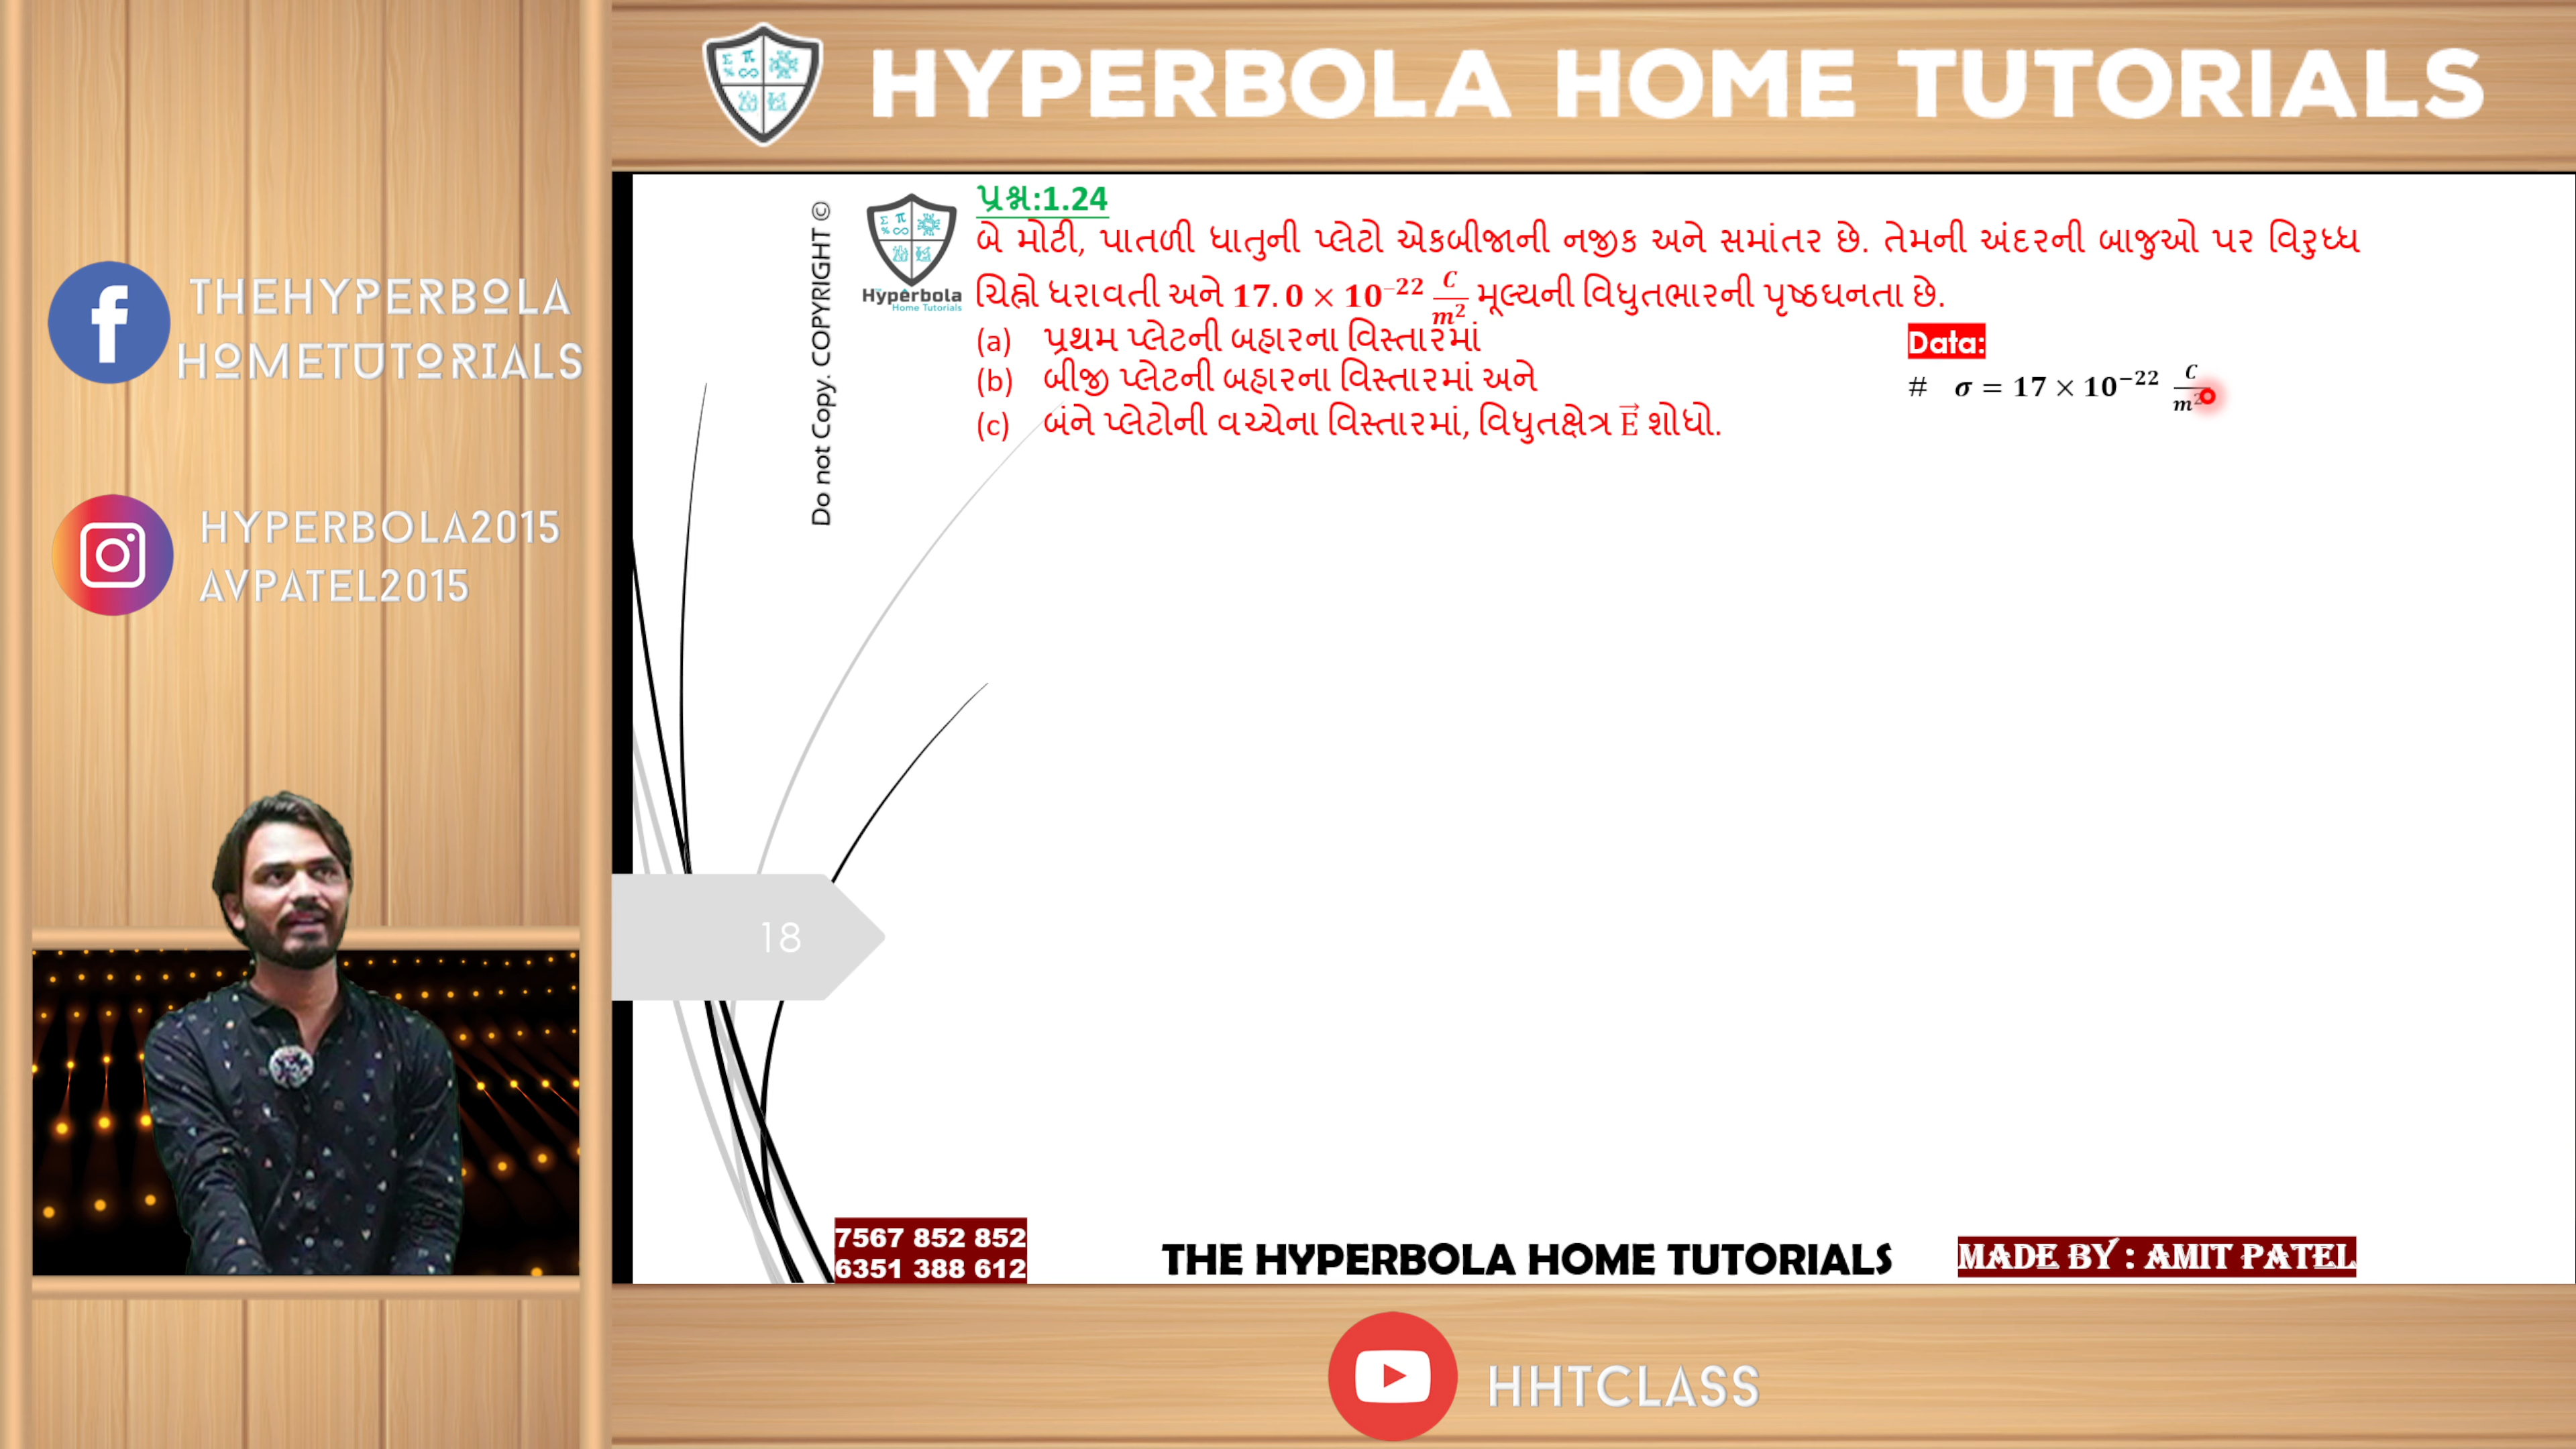 HYPERBOLA HOME TUTORIALS
THEHYPERBOLA
HOMETUTORIALS
HYPERBOLA2015
AVPATEL2015
Do not Copy. COPYRIGHT ©
Hyperbola
Home Tutorials
પ્રશ્ન:1.24
બે મોટી, પાતળી ધાતુની પ્લેટો એકબીજાની નજીક અને સમાંતર છે. તેમની અંદરની બાજુઓ પર વિરુધ્ધ
ચિહ્નો ધરાવતી અને 17.0 × 10⁻²² C/m² મૂલ્યની વિધુતભારની પૃષ્ઠઘનતા છે.
(a) પ્રથમ પ્લેટની બહારના વિસ્તારમાં
(b) બીજી પ્લેટની બહારના વિસ્તારમાં અને
(c) બંને પ્લેટોની વચ્ચેના વિસ્તારમાં, વિધુતક્ષેત્ર E⃗ શોધો.
Data:
# σ = 17 × 10⁻²² C/m²
18
7567 852 852
6351 388 612
THE HYPERBOLA HOME TUTORIALS
MADE BY : AMIT PATEL
HHTCLASS